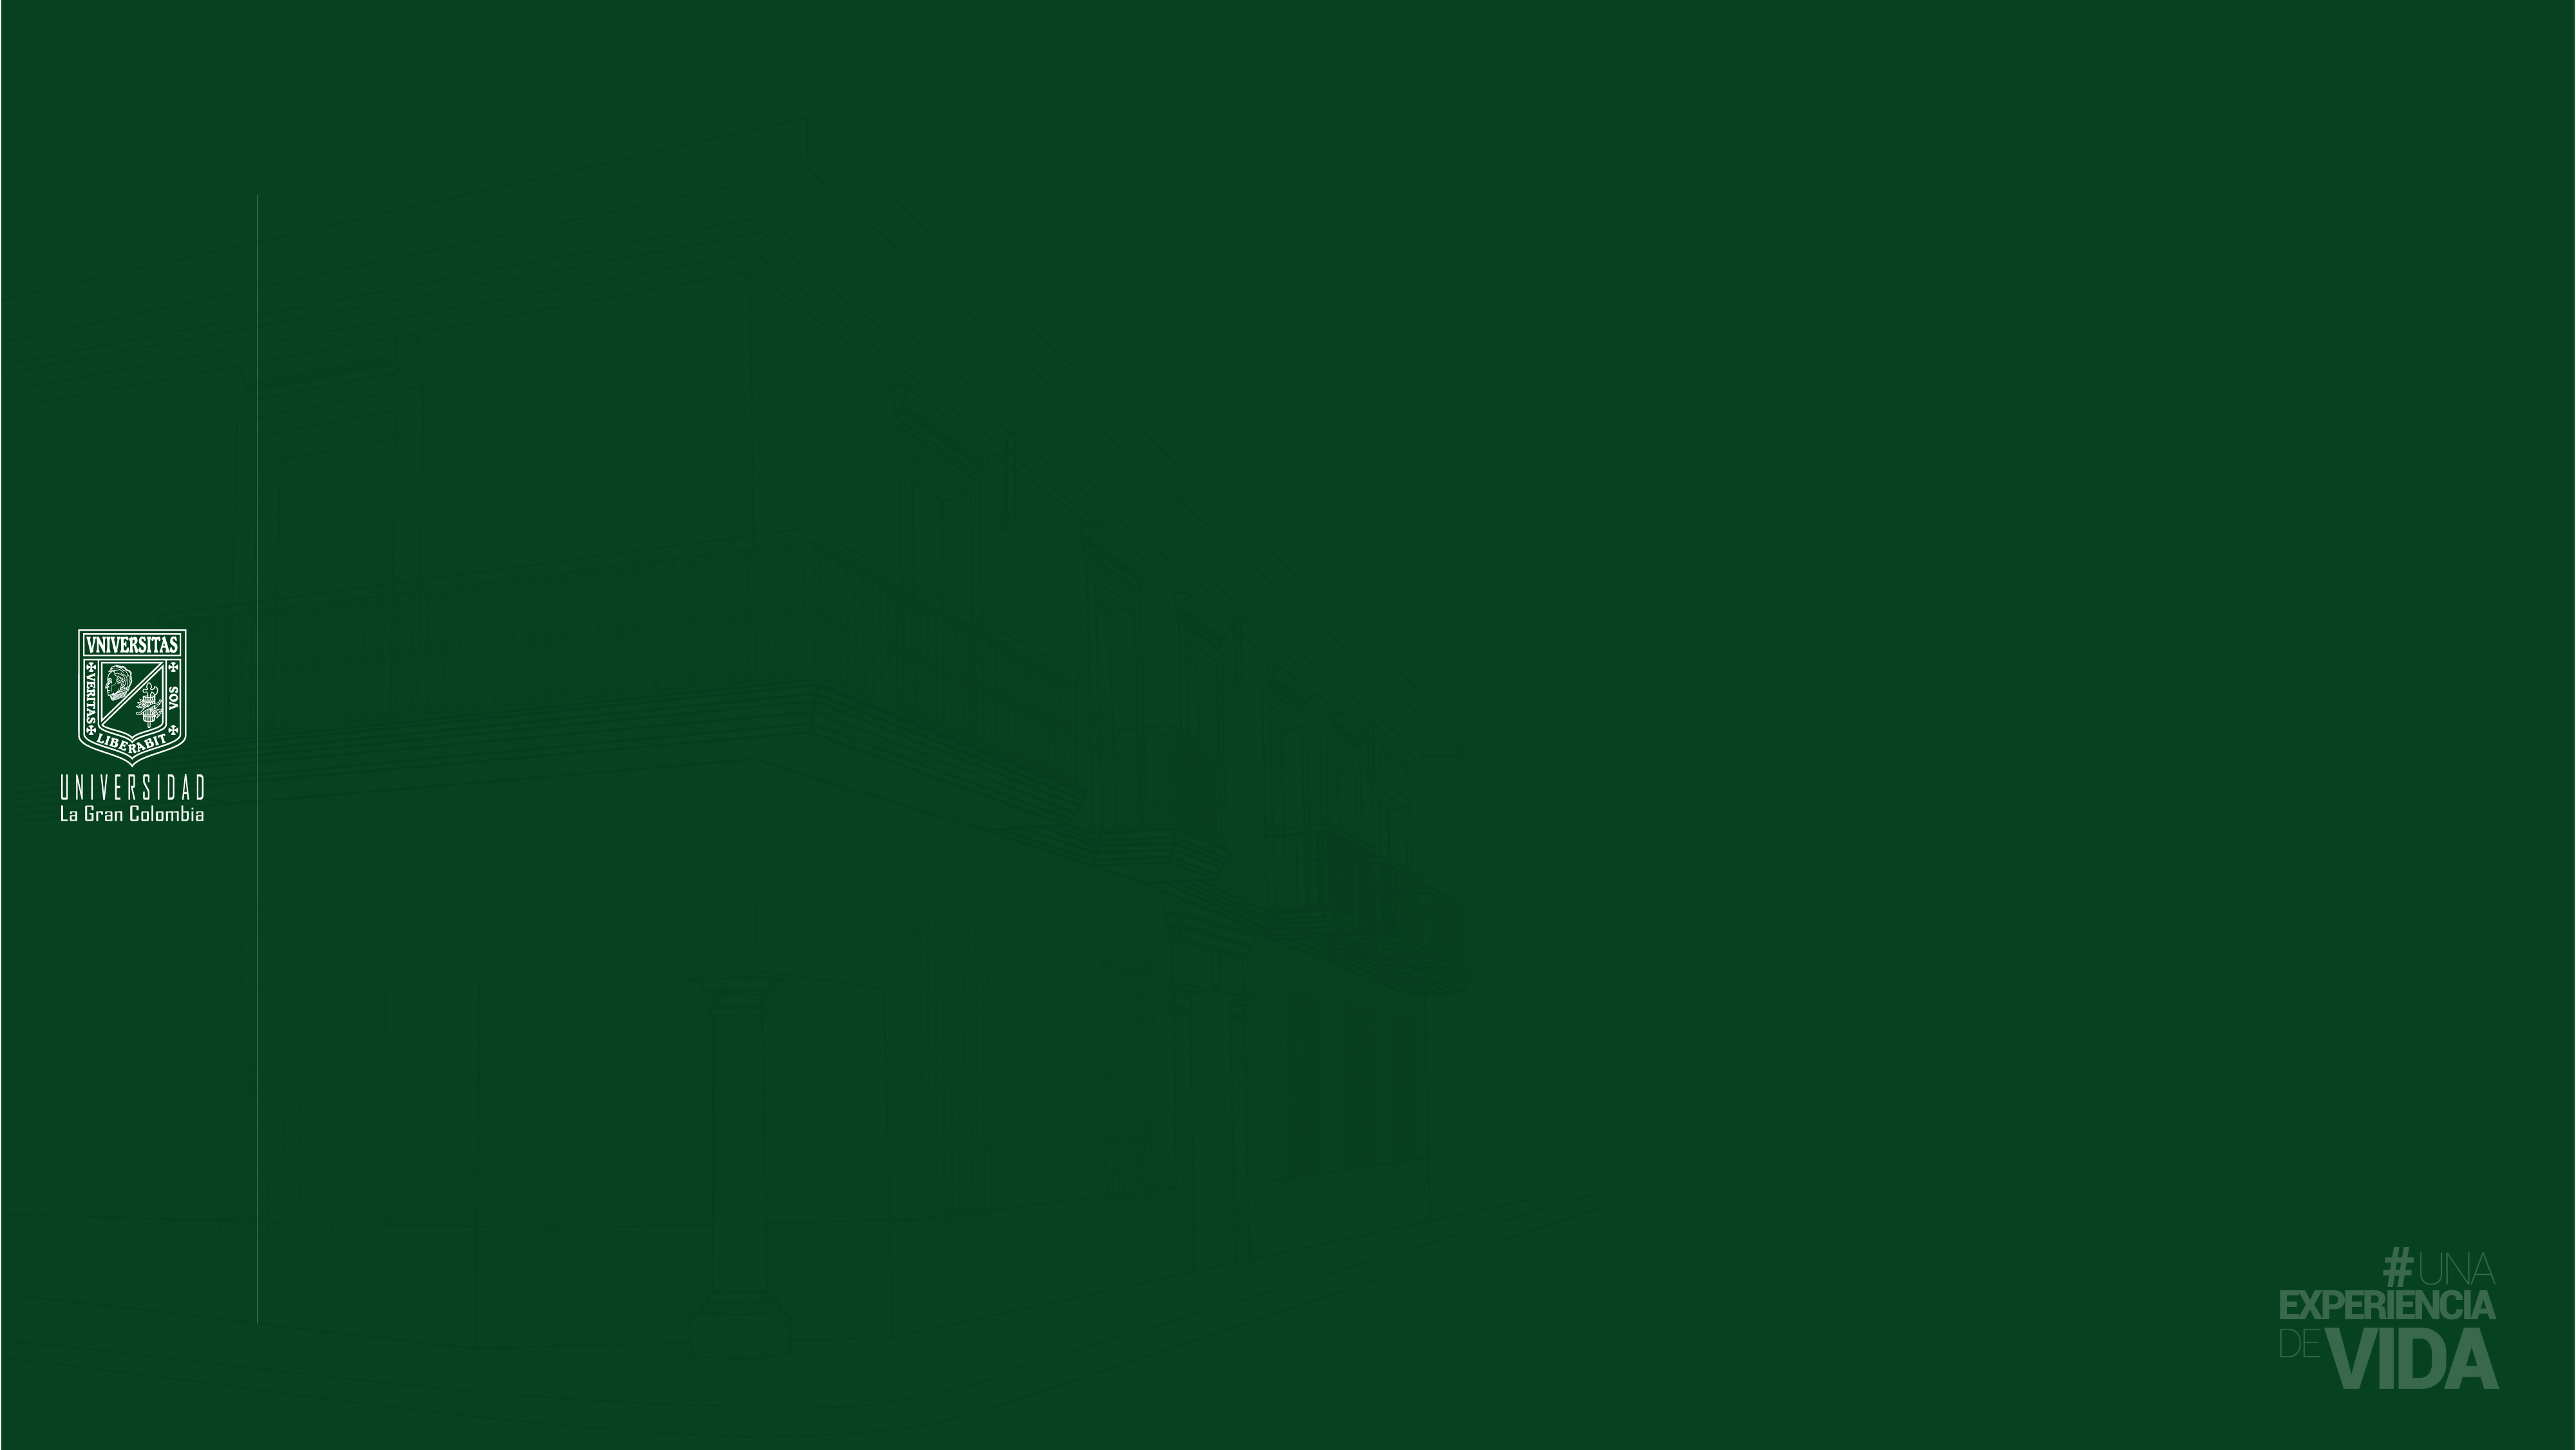 VNIVERSITAS
VERITAS
VOS
LIBERABIT
UNIVERSIDAD
La Gran Colombia
#UNA
EXPERIENCIA
DE VIDA